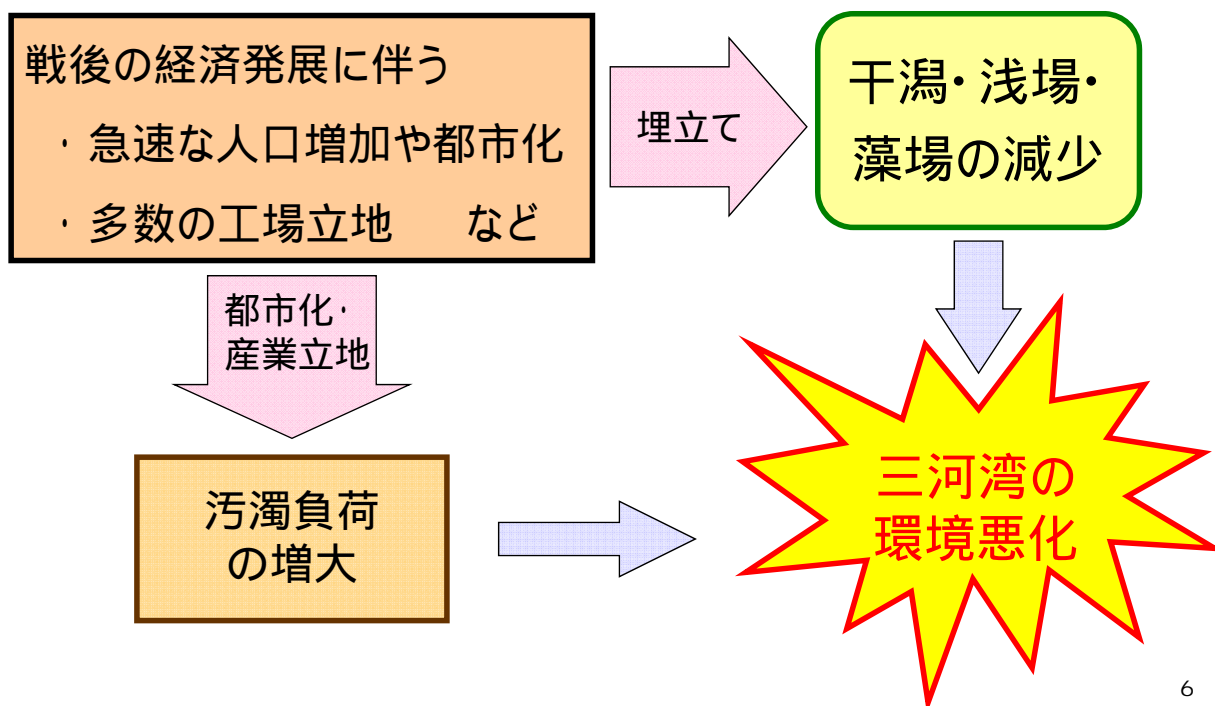 戦後の経済発展に伴う
・急速な人口増加や都市化
・多数の工場立地　など
埋立て
干潟・浅場・
藻場の減少
都市化・
産業立地
汚濁負荷
の増大
三河湾の
環境悪化
6